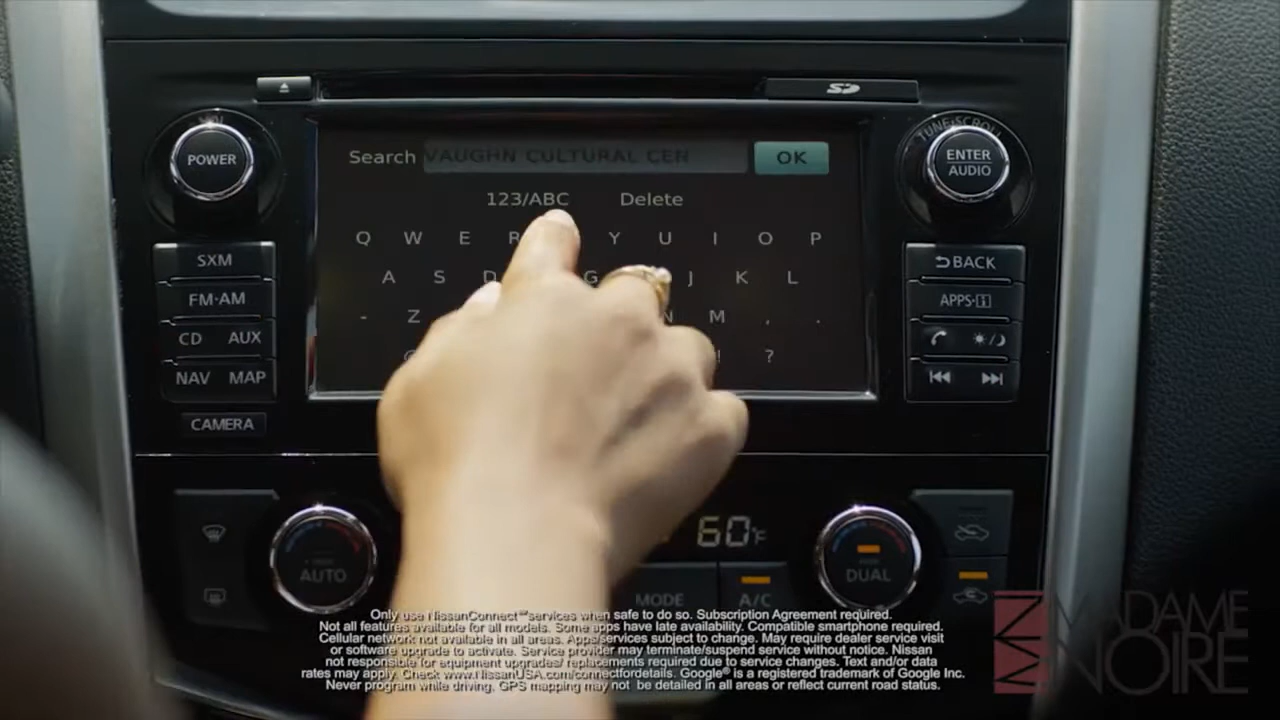 SD
VOL
TUNE·SCROLL
POWER
ENTER
AUDIO
Search VAUGHN CULTURAL CEN OK
123/ABC Delete
Q W E R Y U I O P
A S D G J K L
- Z N M , .
! ?
SXM
FM·AM
CD AUX
NAV MAP
CAMERA
BACK
APPS·i
60°F
AUTO
DUAL
MODE
A/C
Only use NissanConnect℠ services when safe to do so. Subscription Agreement required.
Not all features available for all models. Some apps have late availability. Compatible smartphone required.
Cellular network not available in all areas. Apps/services subject to change. May require dealer service visit
or software upgrade to activate. Service provider may terminate/suspend service without notice. Nissan
not responsible for equipment upgrades/ replacements required due to service changes. Text and/or data
rates may apply. Check www.NissanUSA.com/connectfordetails. Google® is a registered trademark of Google Inc.
Never program while driving. GPS mapping may not be detailed in all areas or reflect current road status.
MADAME
NOIRE